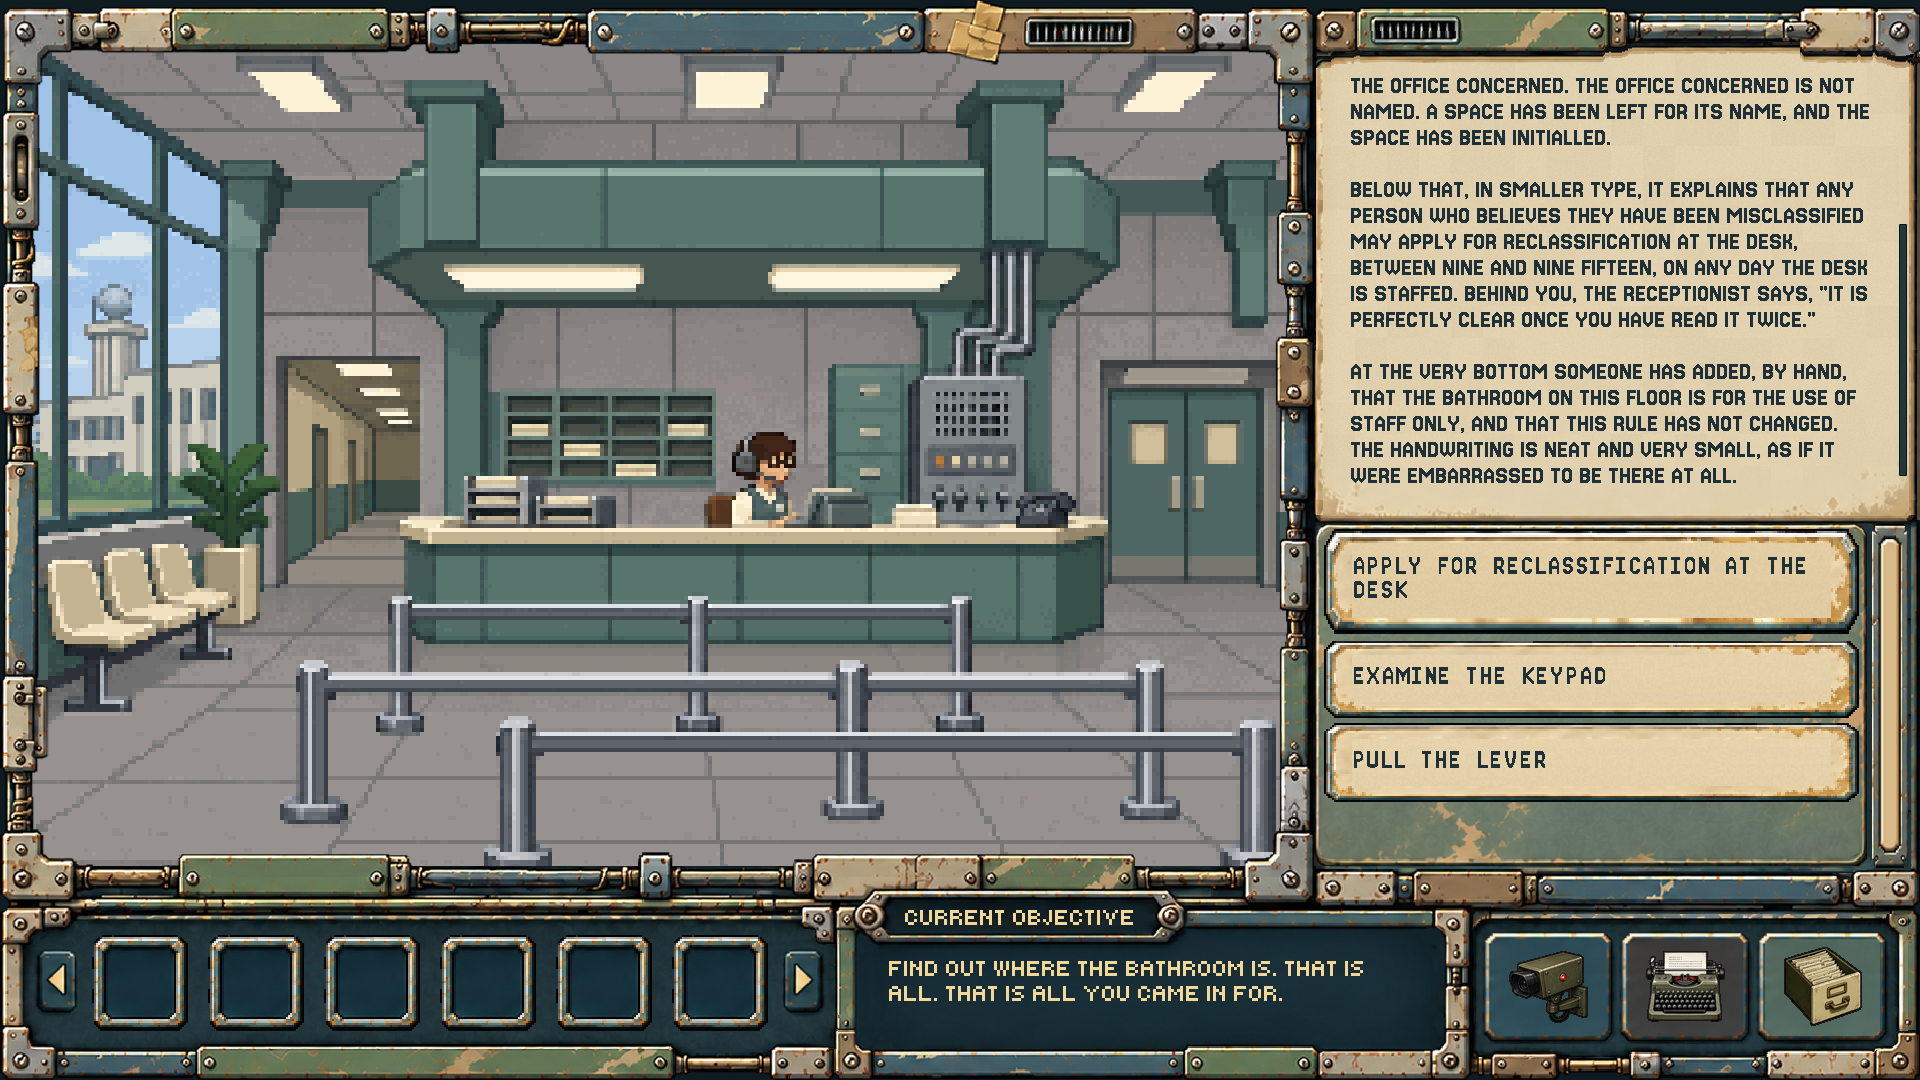 THE OFFICE CONCERNED. THE OFFICE CONCERNED IS NOT
NAMED. A SPACE HAS BEEN LEFT FOR ITS NAME, AND THE
SPACE HAS BEEN INITIALLED.
BELOW THAT, IN SMALLER TYPE, IT EXPLAINS THAT ANY
PERSON WHO BELIEVES THEY HAVE BEEN MISCLASSIFIED
MAY APPLY FOR RECLASSIFICATION AT THE DESK,
BETWEEN NINE AND NINE FIFTEEN, ON ANY DAY THE DESK
IS STAFFED. BEHIND YOU, THE RECEPTIONIST SAYS, "IT IS
PERFECTLY CLEAR ONCE YOU HAVE READ IT TWICE."
AT THE VERY BOTTOM SOMEONE HAS ADDED, BY HAND,
THAT THE BATHROOM ON THIS FLOOR IS FOR THE USE OF
STAFF ONLY, AND THAT THIS RULE HAS NOT CHANGED.
THE HANDWRITING IS NEAT AND VERY SMALL, AS IF IT
WERE EMBARRASSED TO BE THERE AT ALL.
APPLY FOR RECLASSIFICATION AT THE
DESK
EXAMINE THE KEYPAD
PULL THE LEVER
CURRENT OBJECTIVE
FIND OUT WHERE THE BATHROOM IS. THAT IS
ALL. THAT IS ALL YOU CAME IN FOR.